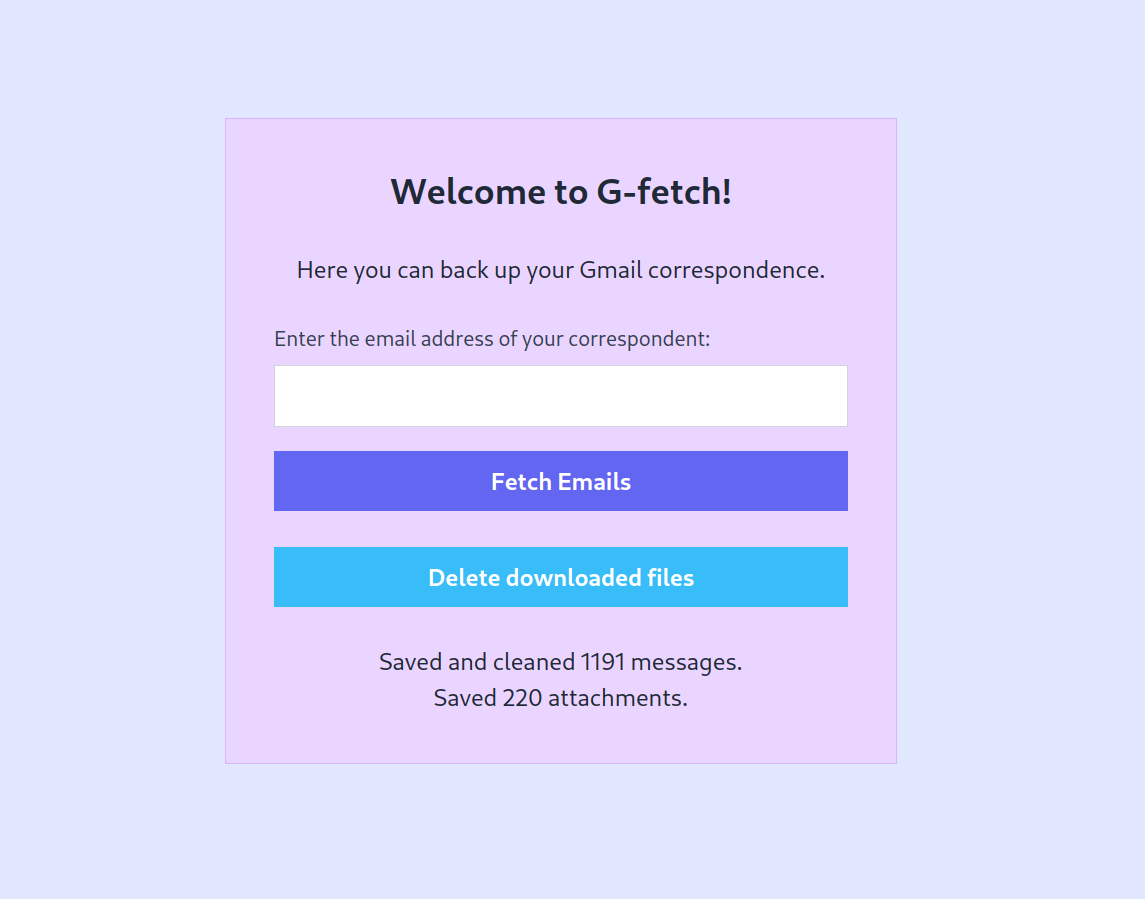 Welcome to G-fetch!
Here you can back up your Gmail correspondence.
Enter the email address of your correspondent:
Fetch Emails
Delete downloaded files
Saved and cleaned 1191 messages.
Saved 220 attachments.